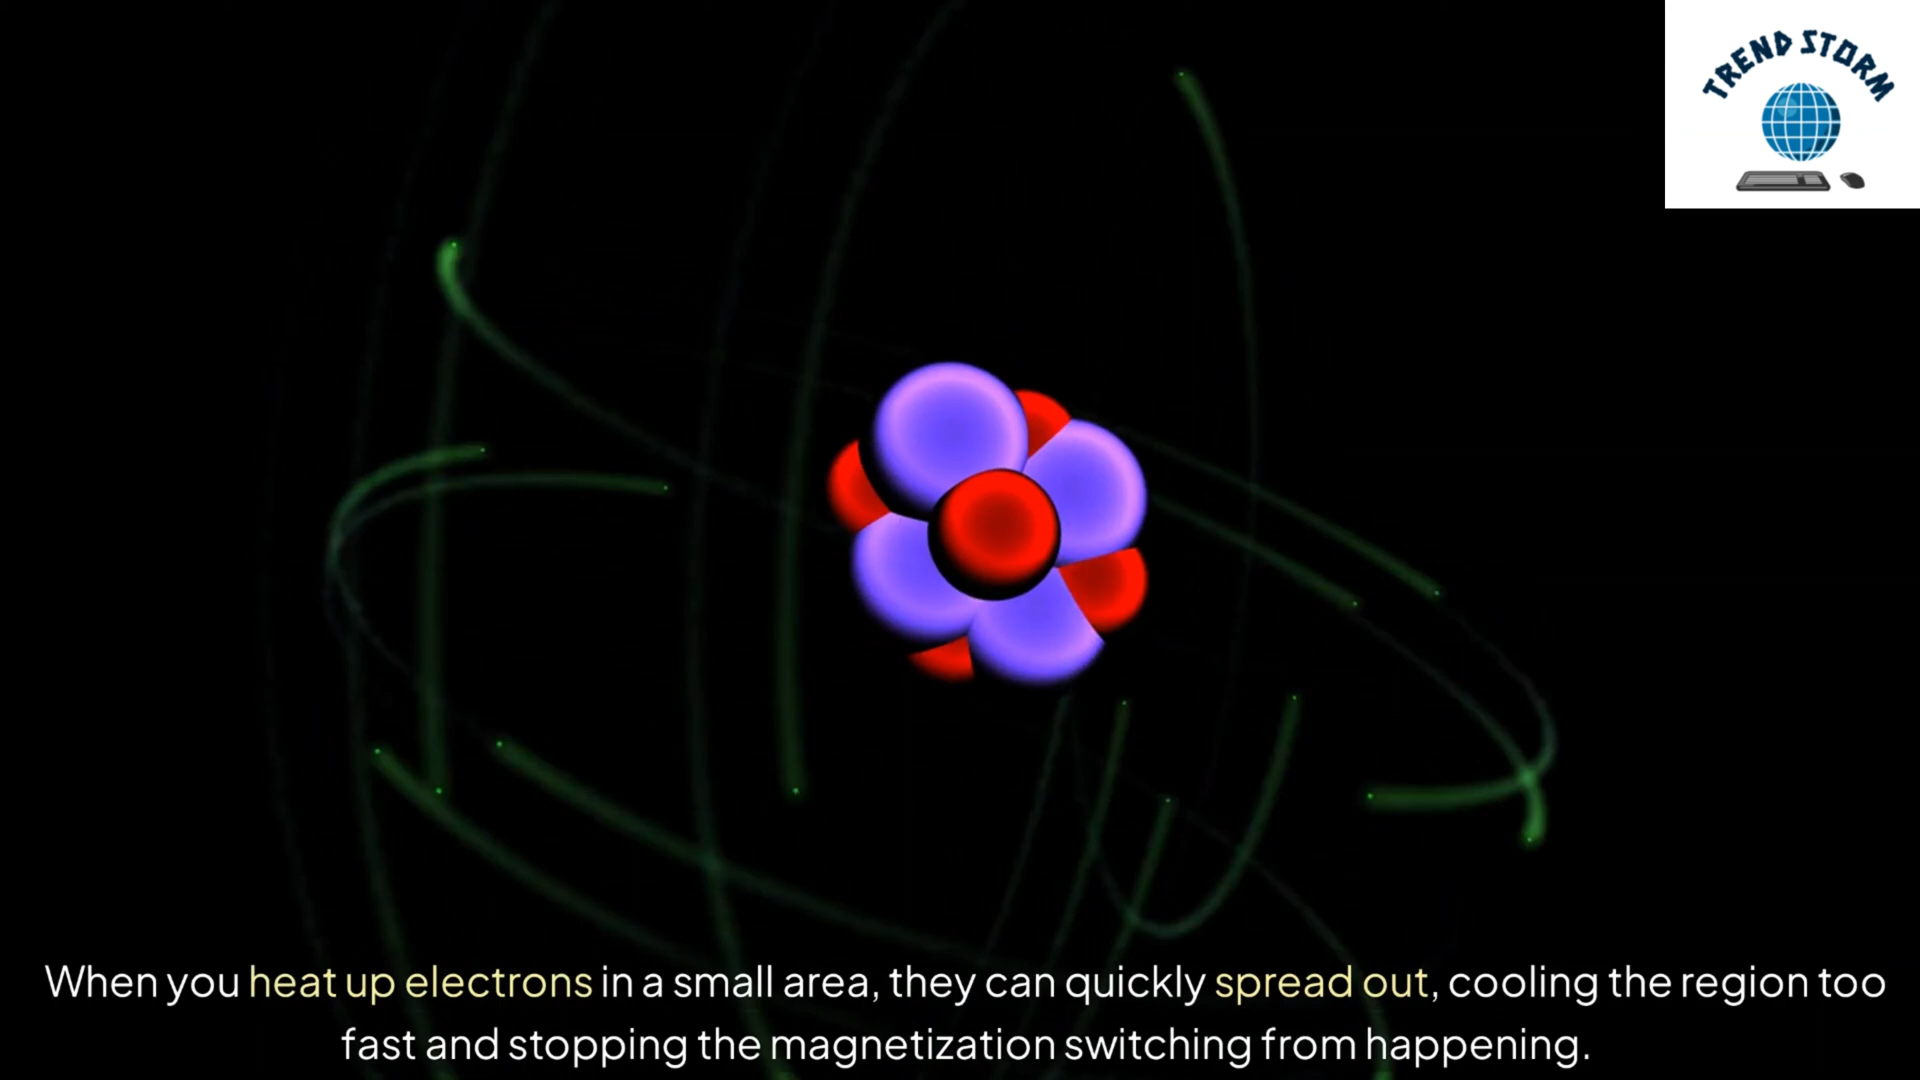 TREND STORM
When you heat up electrons in a small area, they can quickly spread out, cooling the region too
fast and stopping the magnetization switching from happening.